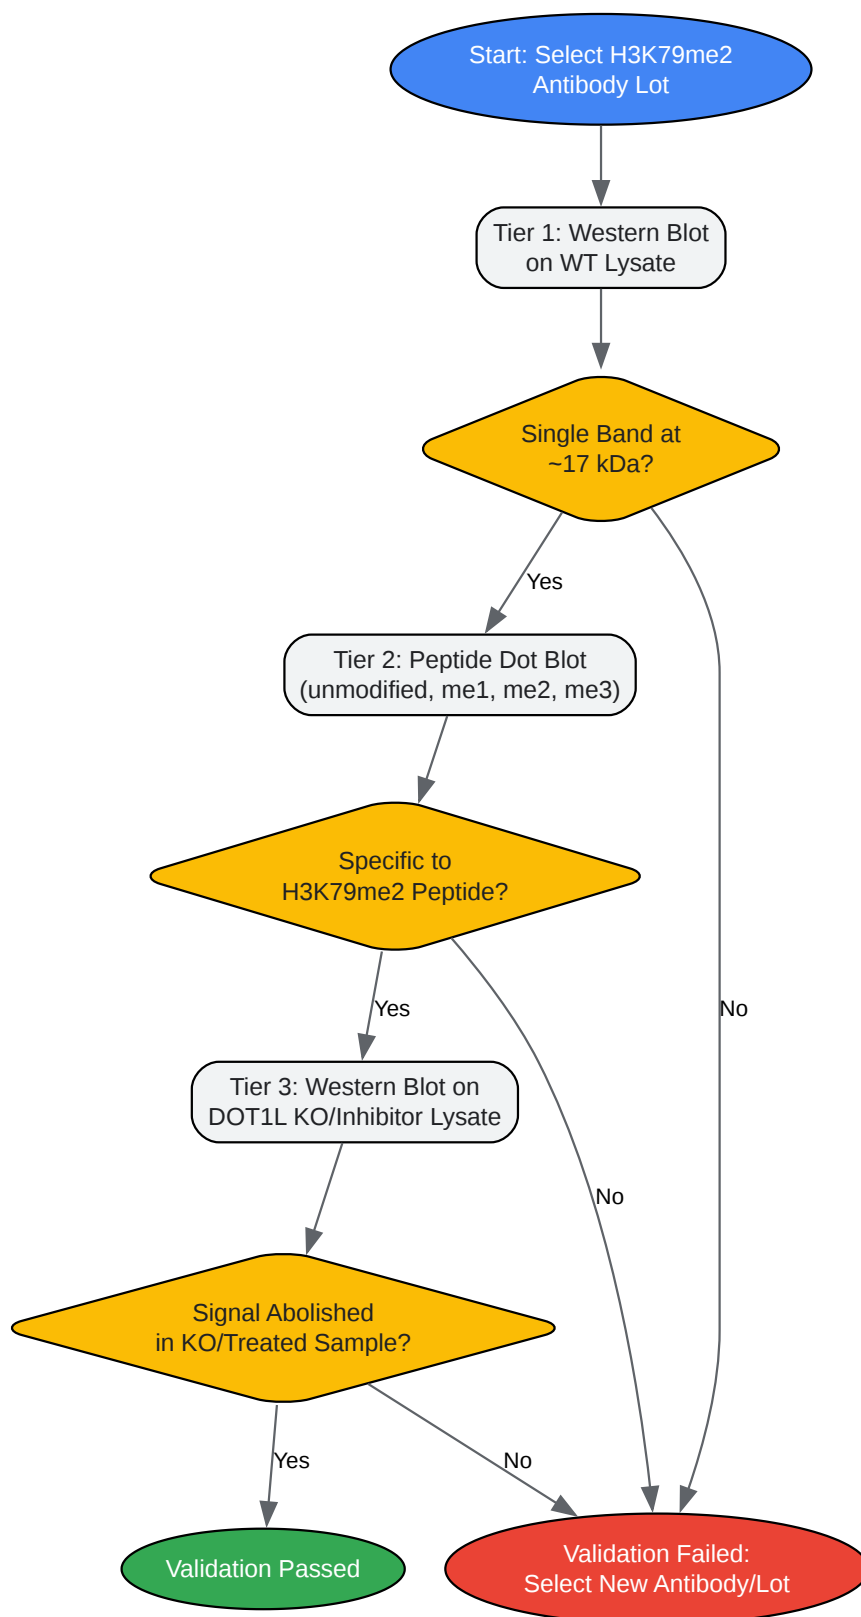 Start: Select H3K79me2
Antibody Lot
Tier 1: Western Blot
on WT Lysate
Single Band at
~17 kDa?
Yes
Tier 2: Peptide Dot Blot
(unmodified, me1, me2, me3)
Specific to
H3K79me2 Peptide?
Yes
No
Tier 3: Western Blot on
DOT1L KO/Inhibitor Lysate
No
Signal Abolished
in KO/Treated Sample?
Yes
No
Validation Passed
Validation Failed:
Select New Antibody/Lot